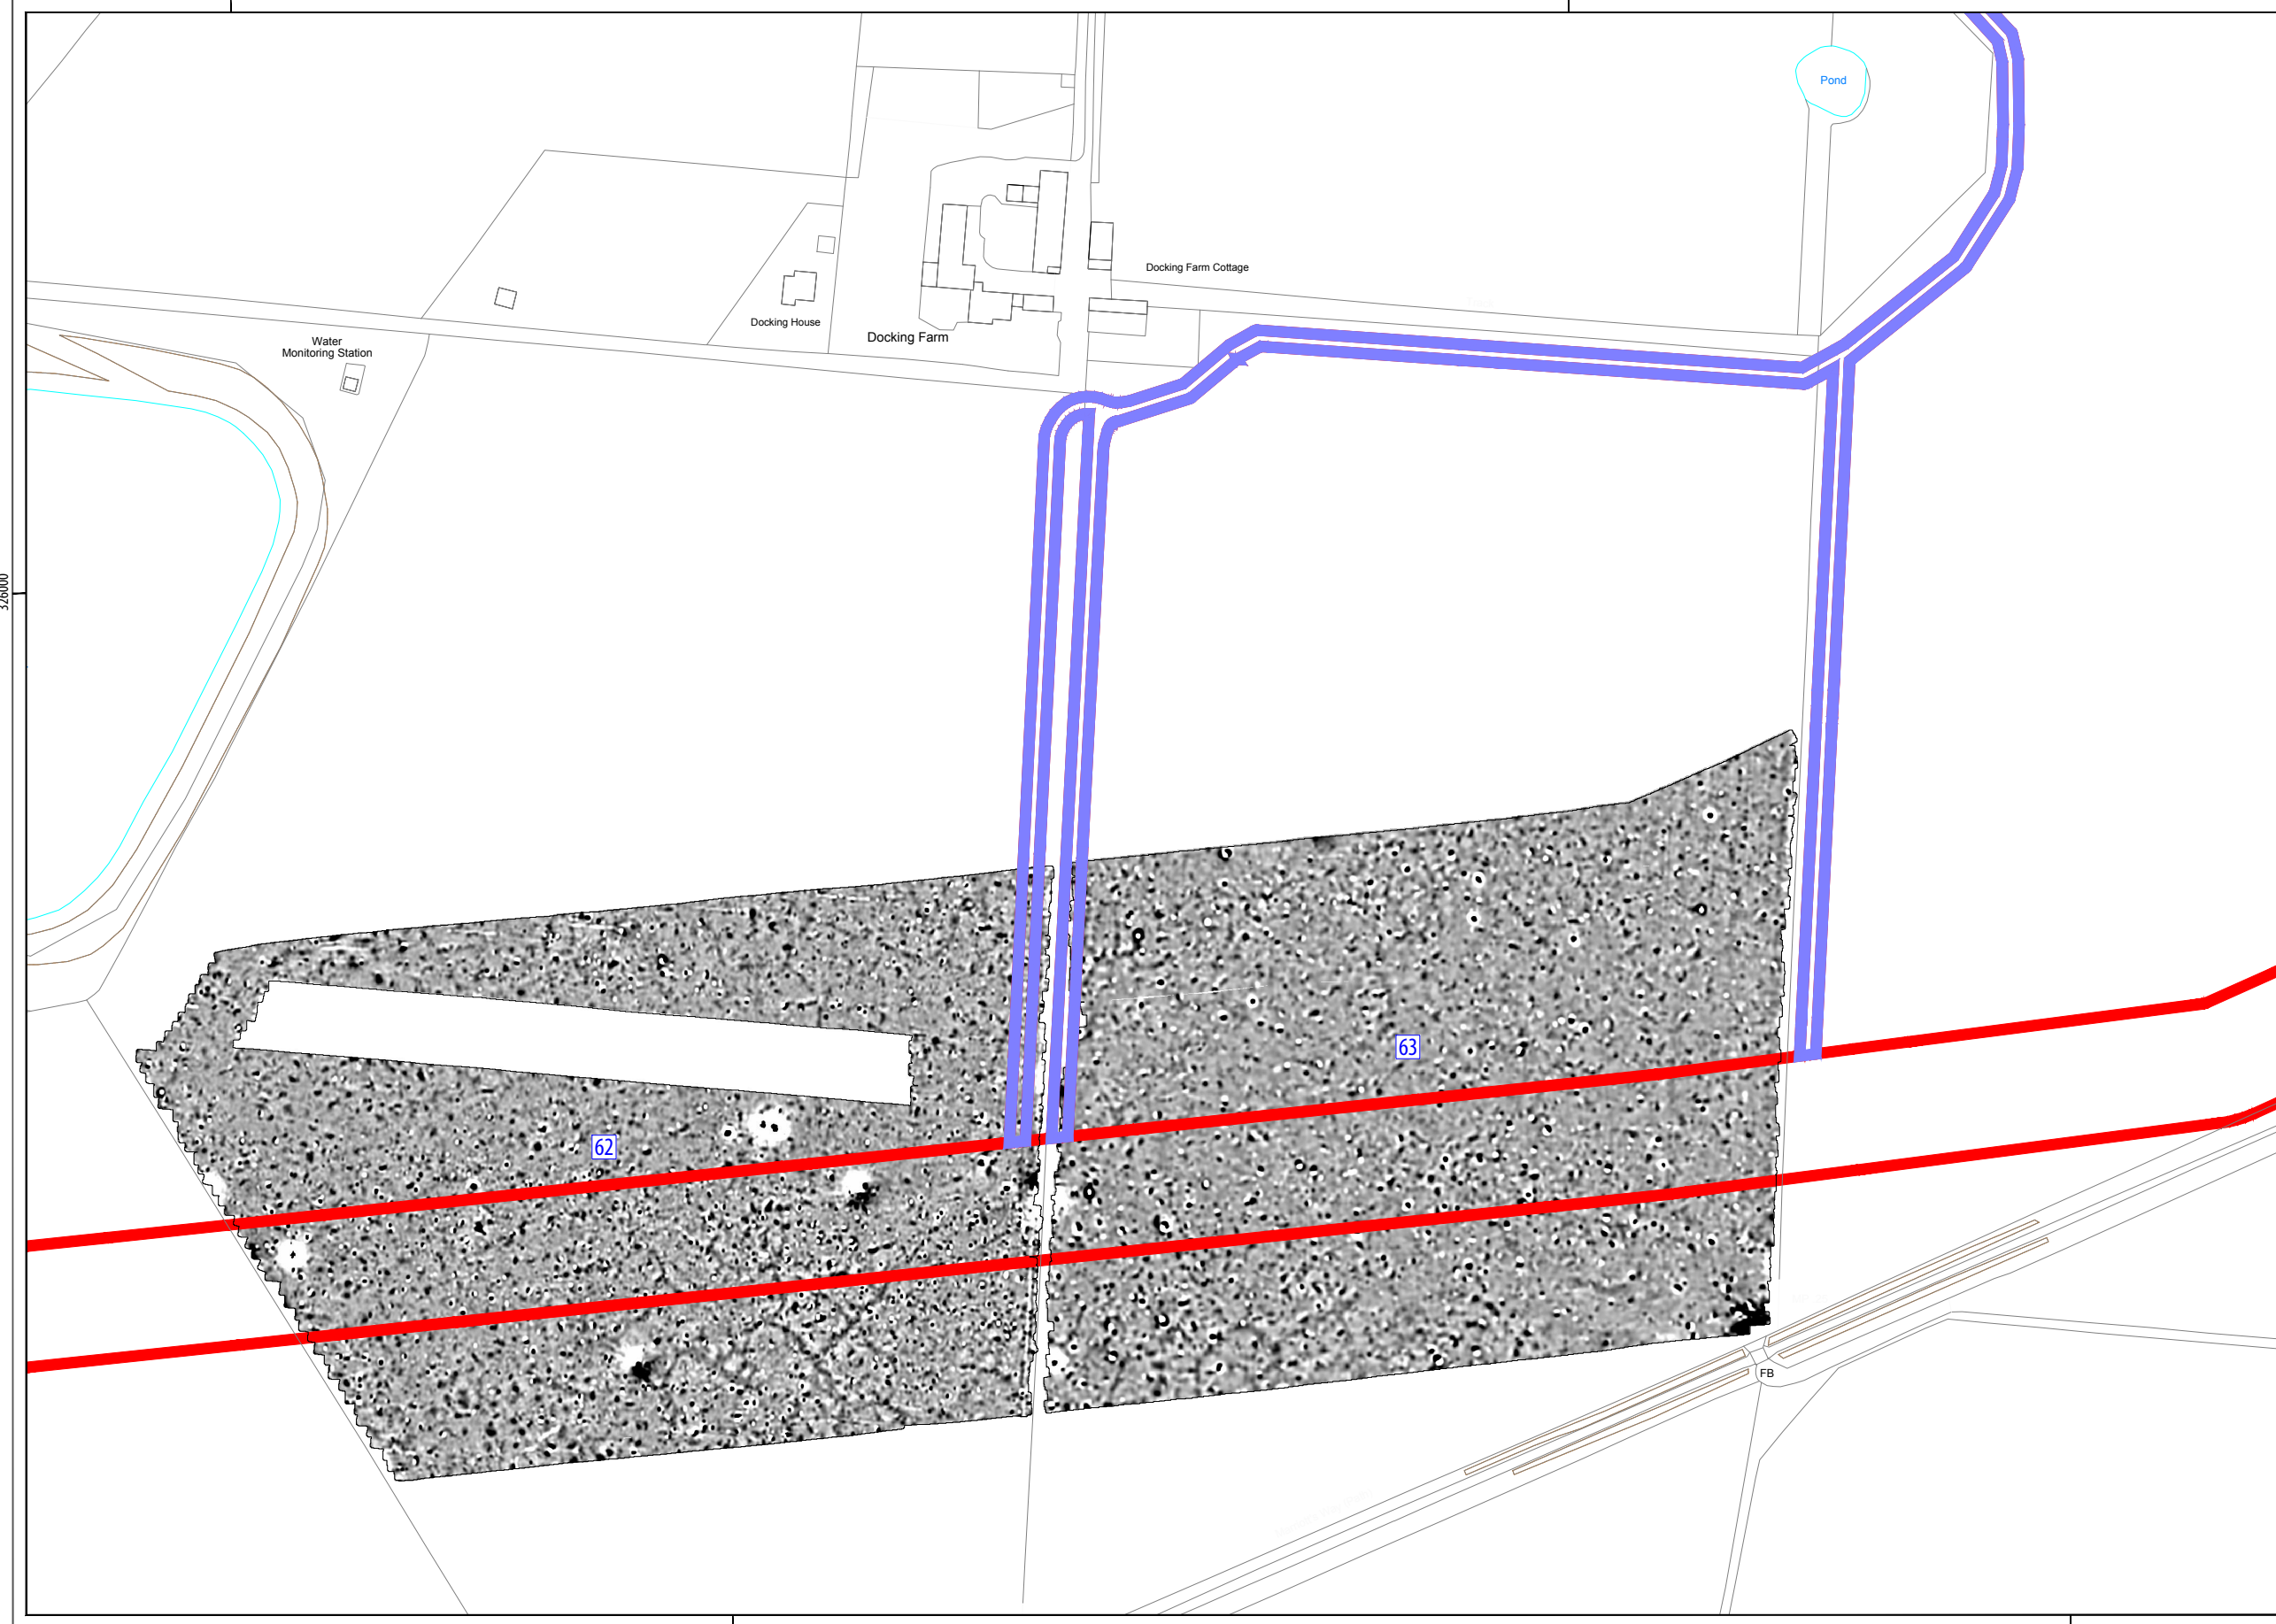 Pond
Docking Farm Cottage
Docking House
Docking Farm
Water
Monitoring Station
326000
63
62
FB